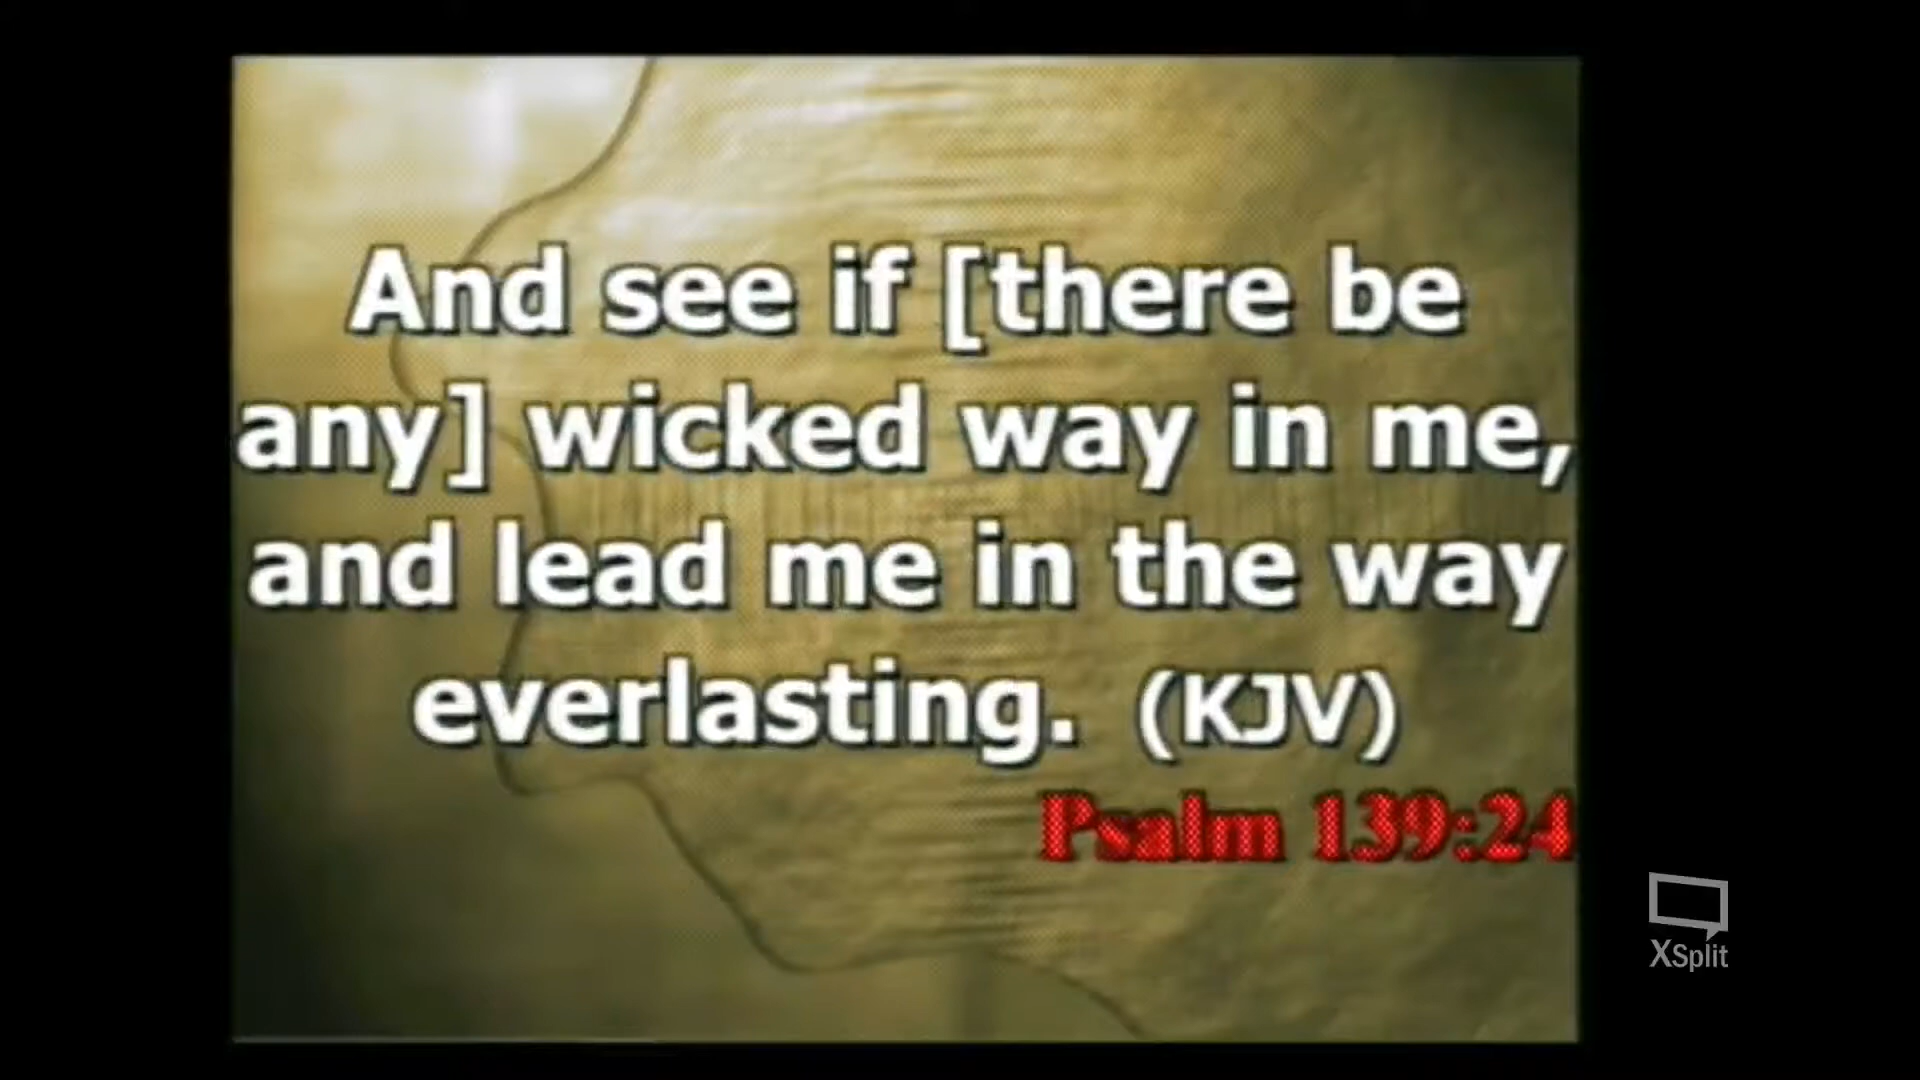 And see if [there be
any] wicked way in me,
and lead me in the way
everlasting. (KJV)
Psalm 139:24
XSplit